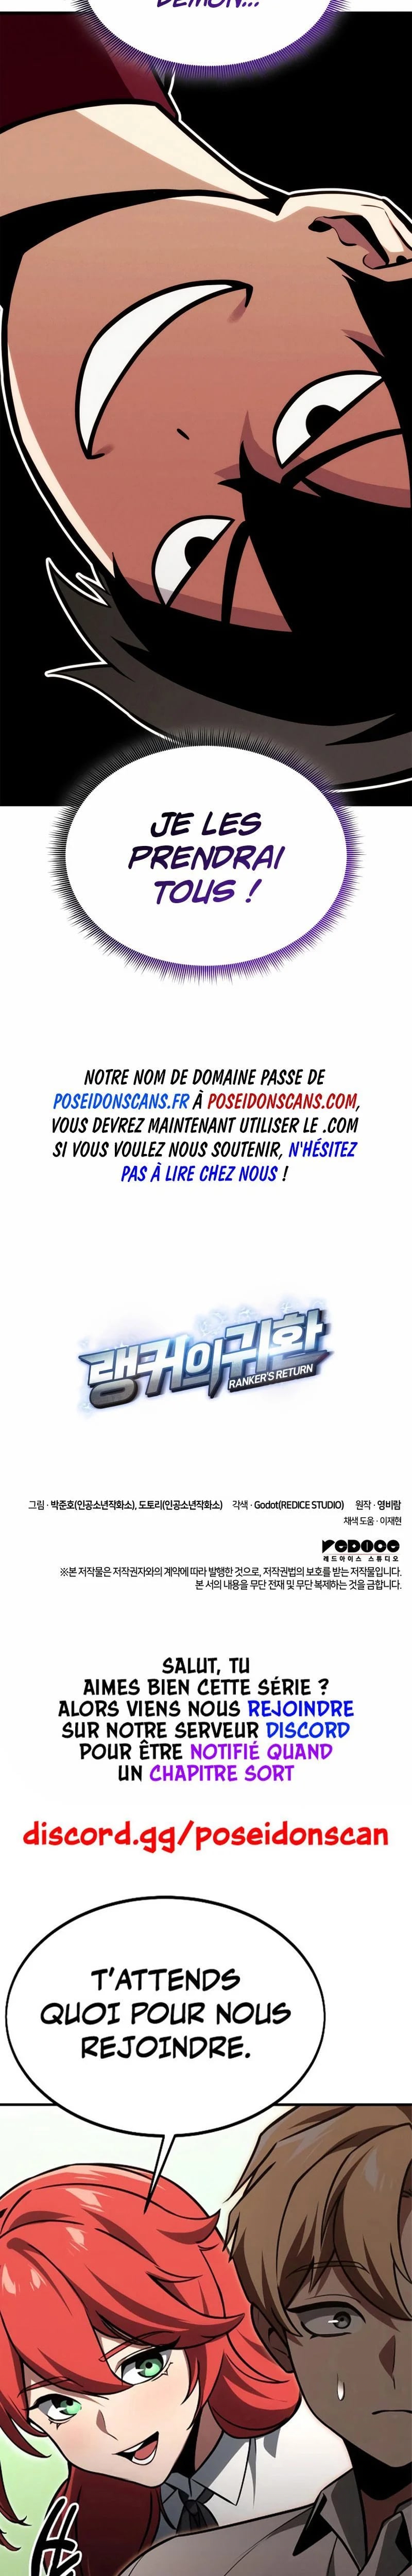 DÉMON...
JE LES
PRENDRAI
TOUS !
NOTRE NOM DE DOMAINE PASSE DE
POSEIDONSCANS.FR À POSEIDONSCANS.COM,
VOUS DEVREZ MAINTENANT UTILISER LE .COM
SI VOUS VOULEZ NOUS SOUTENIR, N'HÉSITEZ
PAS À LIRE CHEZ NOUS !
랭커의 귀환
RANKER'S RETURN
그림 · 박준호(인공소년작화소), 도토리(인공소년작화소) 각색 · Godot(REDICE STUDIO) 원작 · 영비람
채색 도움 · 이재현
REDICE
레드아이스 스튜디오
※본 저작물은 저작권자와의 계약에 따라 발행한 것으로, 저작권법의 보호를 받는 저작물입니다.
본 서의 내용을 무단 전재 및 무단 복제하는 것을 금합니다.
SALUT, TU
AIMES BIEN CETTE SÉRIE ?
ALORS VIENS NOUS REJOINDRE
SUR NOTRE SERVEUR DISCORD
POUR ÊTRE NOTIFIÉ QUAND
UN CHAPITRE SORT
discord.gg/poseidonscan
T'ATTENDS
QUOI POUR NOUS
REJOINDRE.